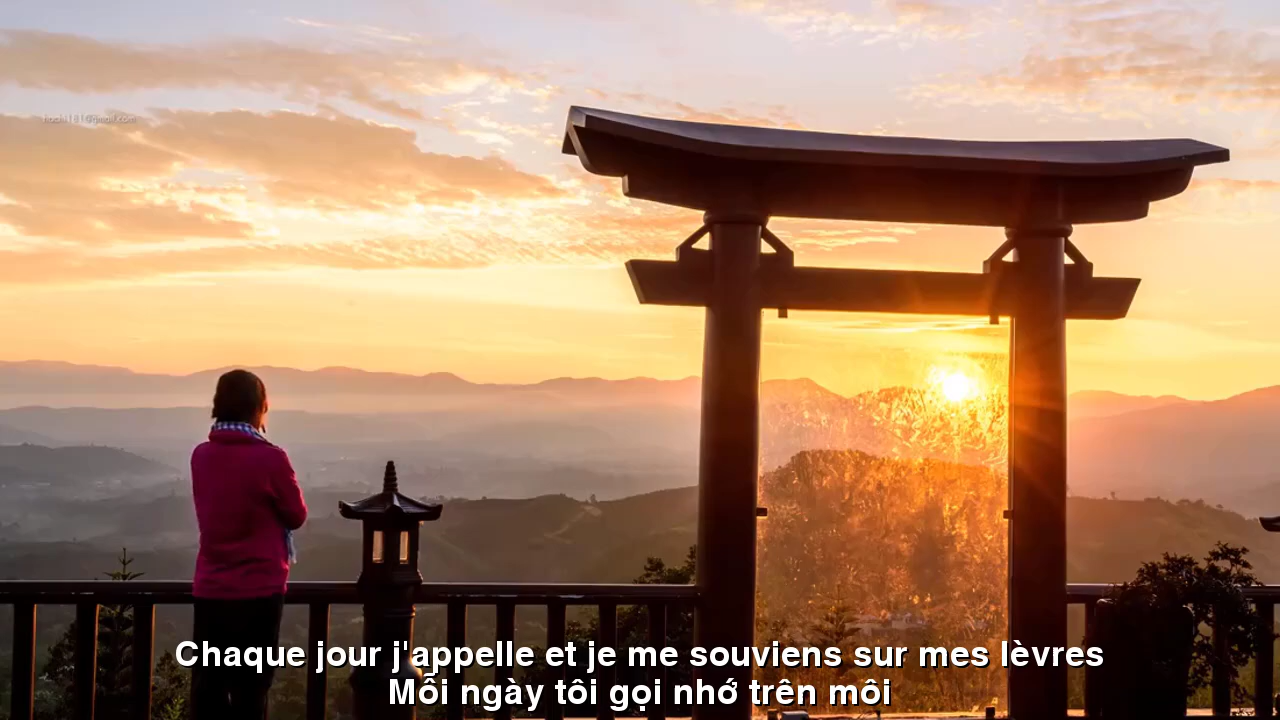 Chaque jour j'appelle et je me souviens sur mes lèvres
Mỗi ngày tôi gọi nhớ trên môi